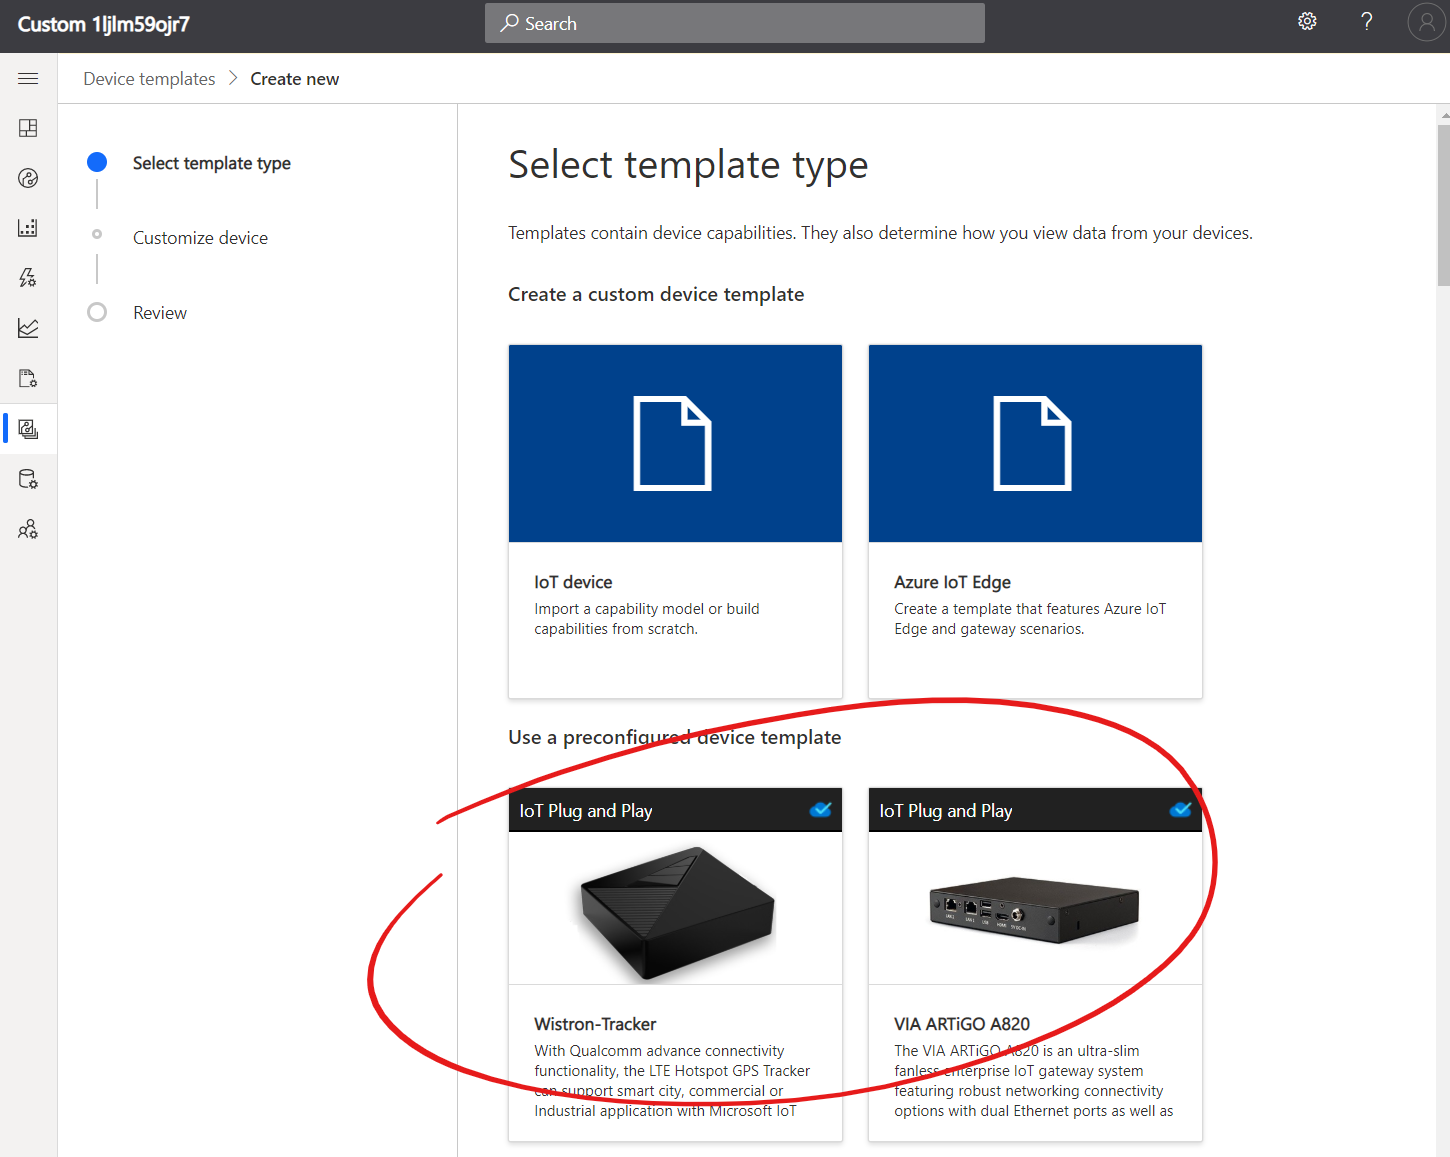 Custom 1ljlm59ojr7
Search
?
Device templates > Create new
Select template type
Customize device
Review
Select template type
Templates contain device capabilities. They also determine how you view data from your devices.
Create a custom device template
IoT device
Import a capability model or build
capabilities from scratch.
Azure IoT Edge
Create a template that features Azure IoT
Edge and gateway scenarios.
Use a preconfigured device template
IoT Plug and Play
Wistron-Tracker
With Qualcomm advance connectivity
functionality, the LTE Hotspot GPS Tracker
can support smart city, commercial or
Industrial application with Microsoft IoT
IoT Plug and Play
VIA ARTiGO A820
The VIA ARTiGO A820 is an ultra-slim
fanless enterprise IoT gateway system
featuring robust networking connectivity
options with dual Ethernet ports as well as